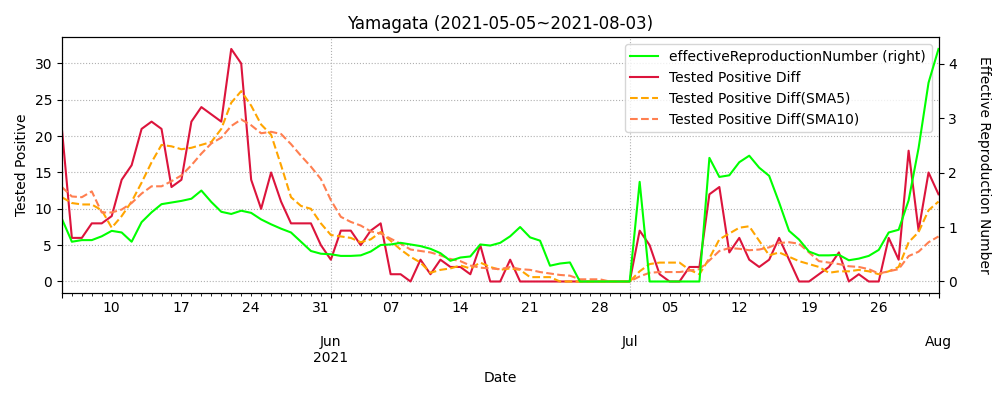 Yamagata (2021-05-05~2021-08-03)
effectiveReproductionNumber (right)
Tested Positive Diff
Tested Positive Diff(SMA5)
Tested Positive Diff(SMA10)
Tested Positive
30
25
20
15
10
5
0
Effective Reproduction Number
4
3
2
1
0
10 17 24 31 07 14 21 28 05 12 19 26
Jun Jul Aug
2021
Date